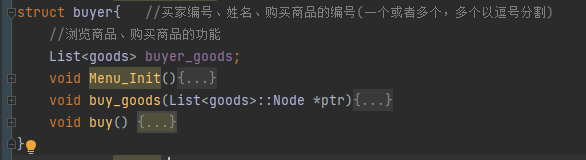 struct buyer{   //买家编号、姓名、购买商品的编号(一个或者多个，多个以逗号分割)
    //浏览商品、购买商品的功能
    List<goods> buyer_goods;
    void Menu_Init(){...}
    void buy_goods(List<goods>::Node *ptr){...}
    void buy() {...}
}